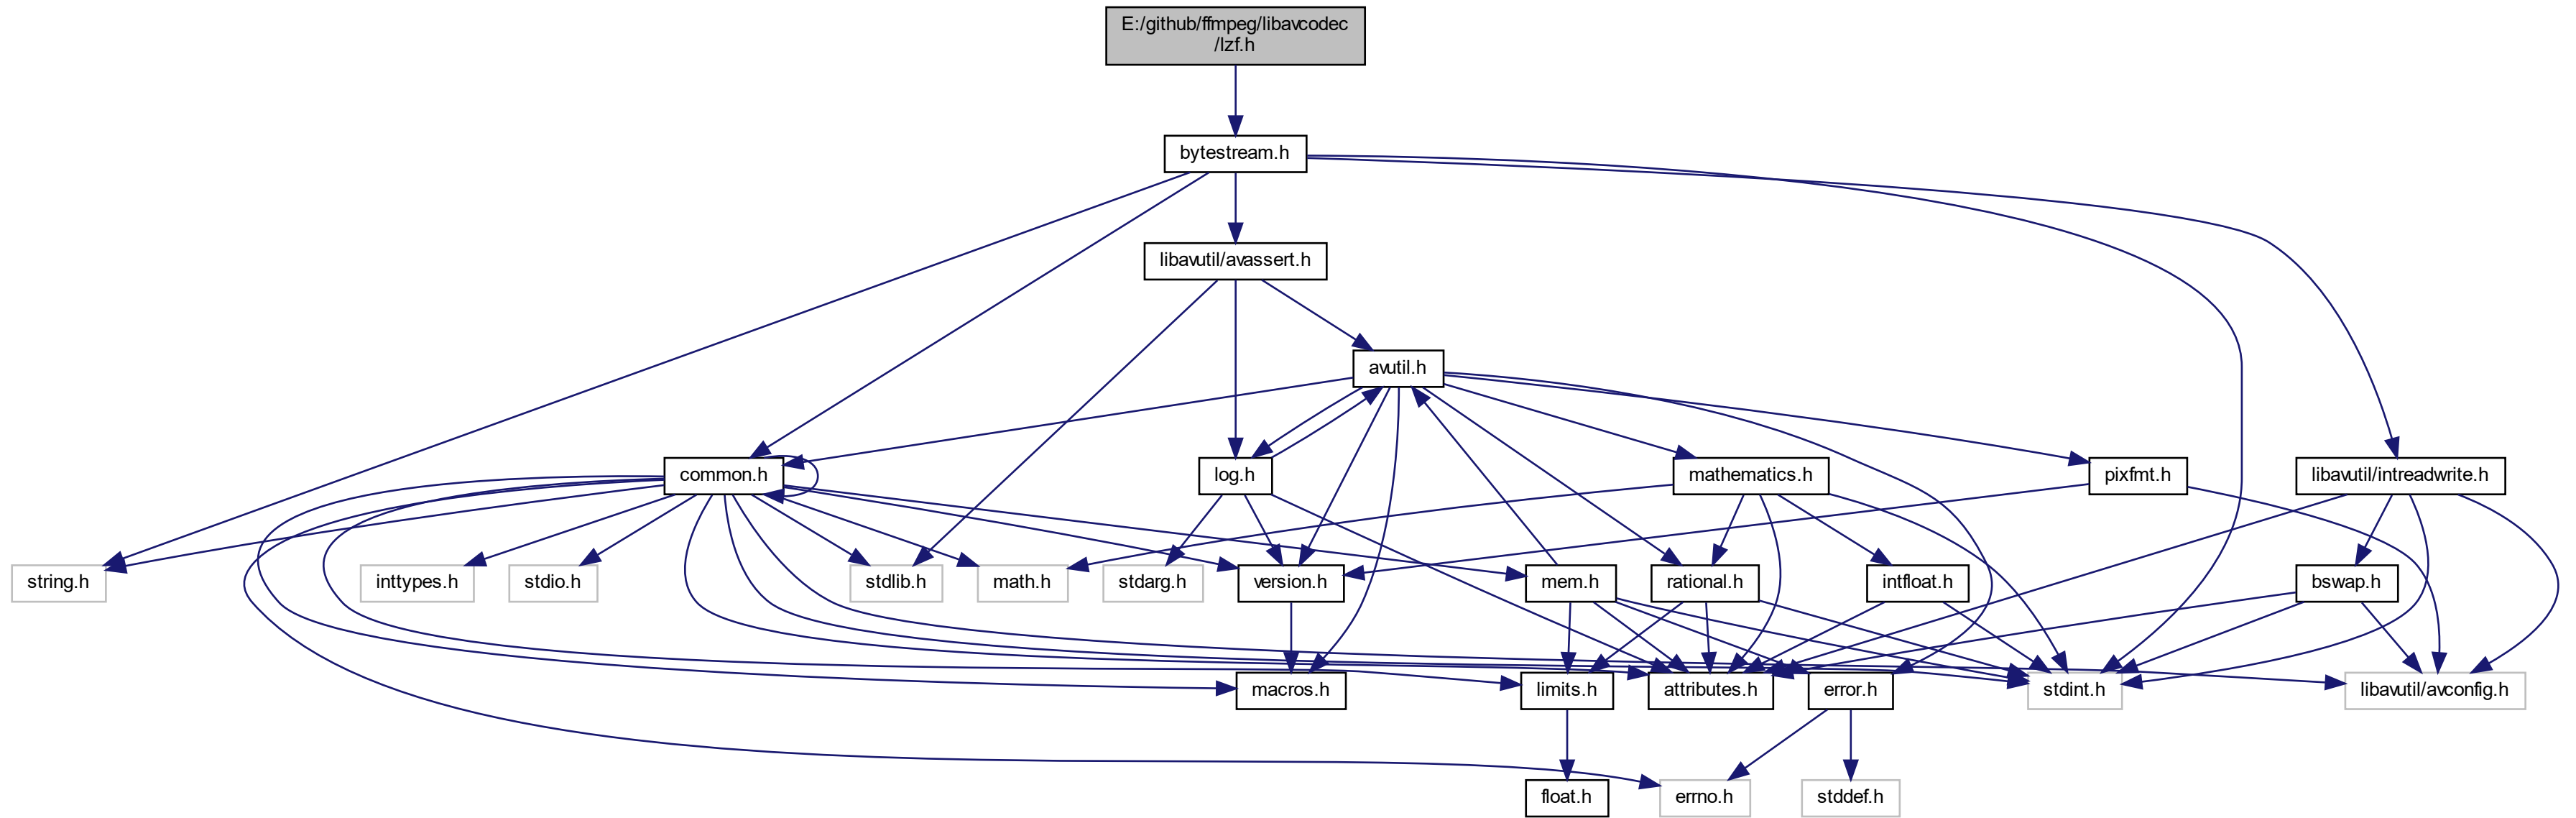 E:/github/ffmpeg/libavcodec
/lzf.h
bytestream.h
libavutil/avassert.h
avutil.h
common.h
log.h
mathematics.h
pixfmt.h
libavutil/intreadwrite.h
string.h
inttypes.h
stdio.h
stdlib.h
math.h
stdarg.h
version.h
mem.h
rational.h
intfloat.h
bswap.h
macros.h
limits.h
attributes.h
error.h
stdint.h
libavutil/avconfig.h
float.h
errno.h
stddef.h